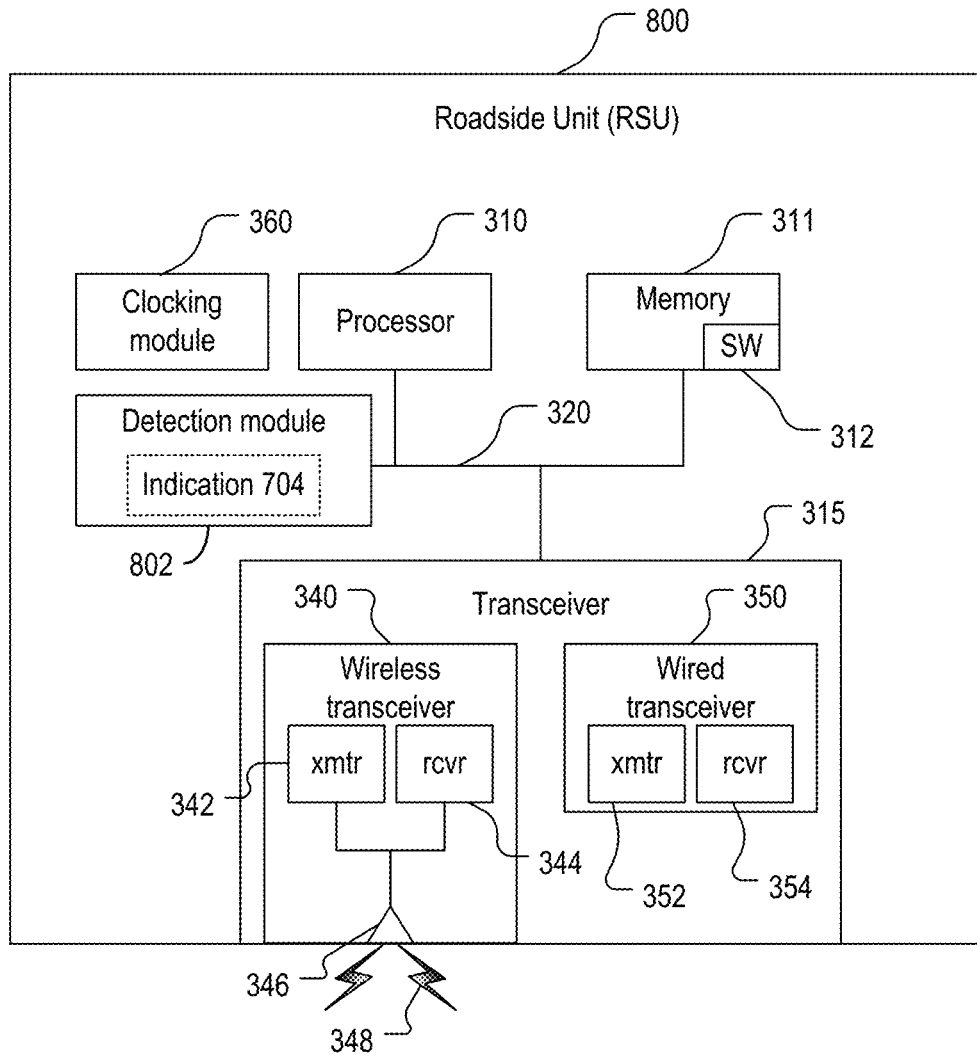 800
Roadside Unit (RSU)
360
310
311
Clocking
module
Processor
Memory
SW
320
312
Detection module
Indication 704
802
315
340
Transceiver
350
Wireless
transceiver
Wired
transceiver
xmtr
rcvr
xmtr
rcvr
342
344
352
354
346
348